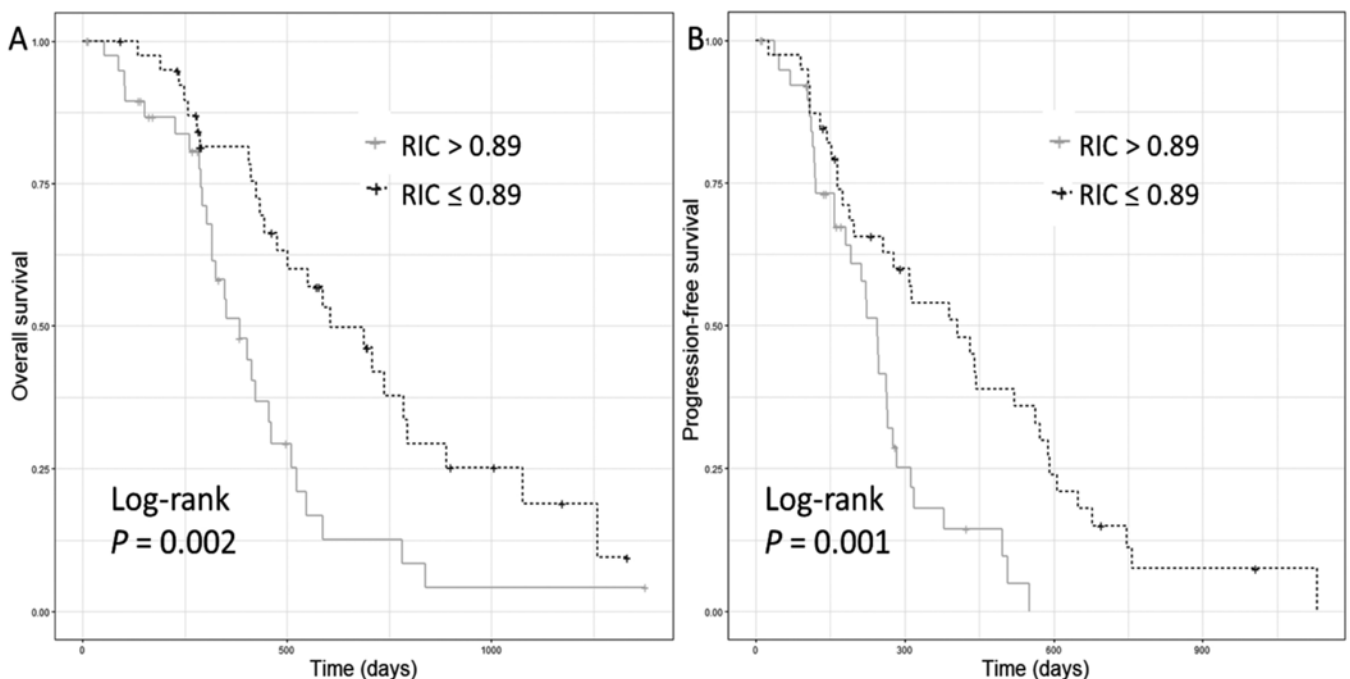 A
1.00
0.75
0.50
0.25
0.00
Overall survival
RIC > 0.89
RIC ≤ 0.89
Log-rank
P = 0.002
0
500
1000
Time (days)
B
1.00
0.75
0.50
0.25
0.00
Progression-free survival
RIC > 0.89
RIC ≤ 0.89
Log-rank
P = 0.001
0
300
600
900
Time (days)